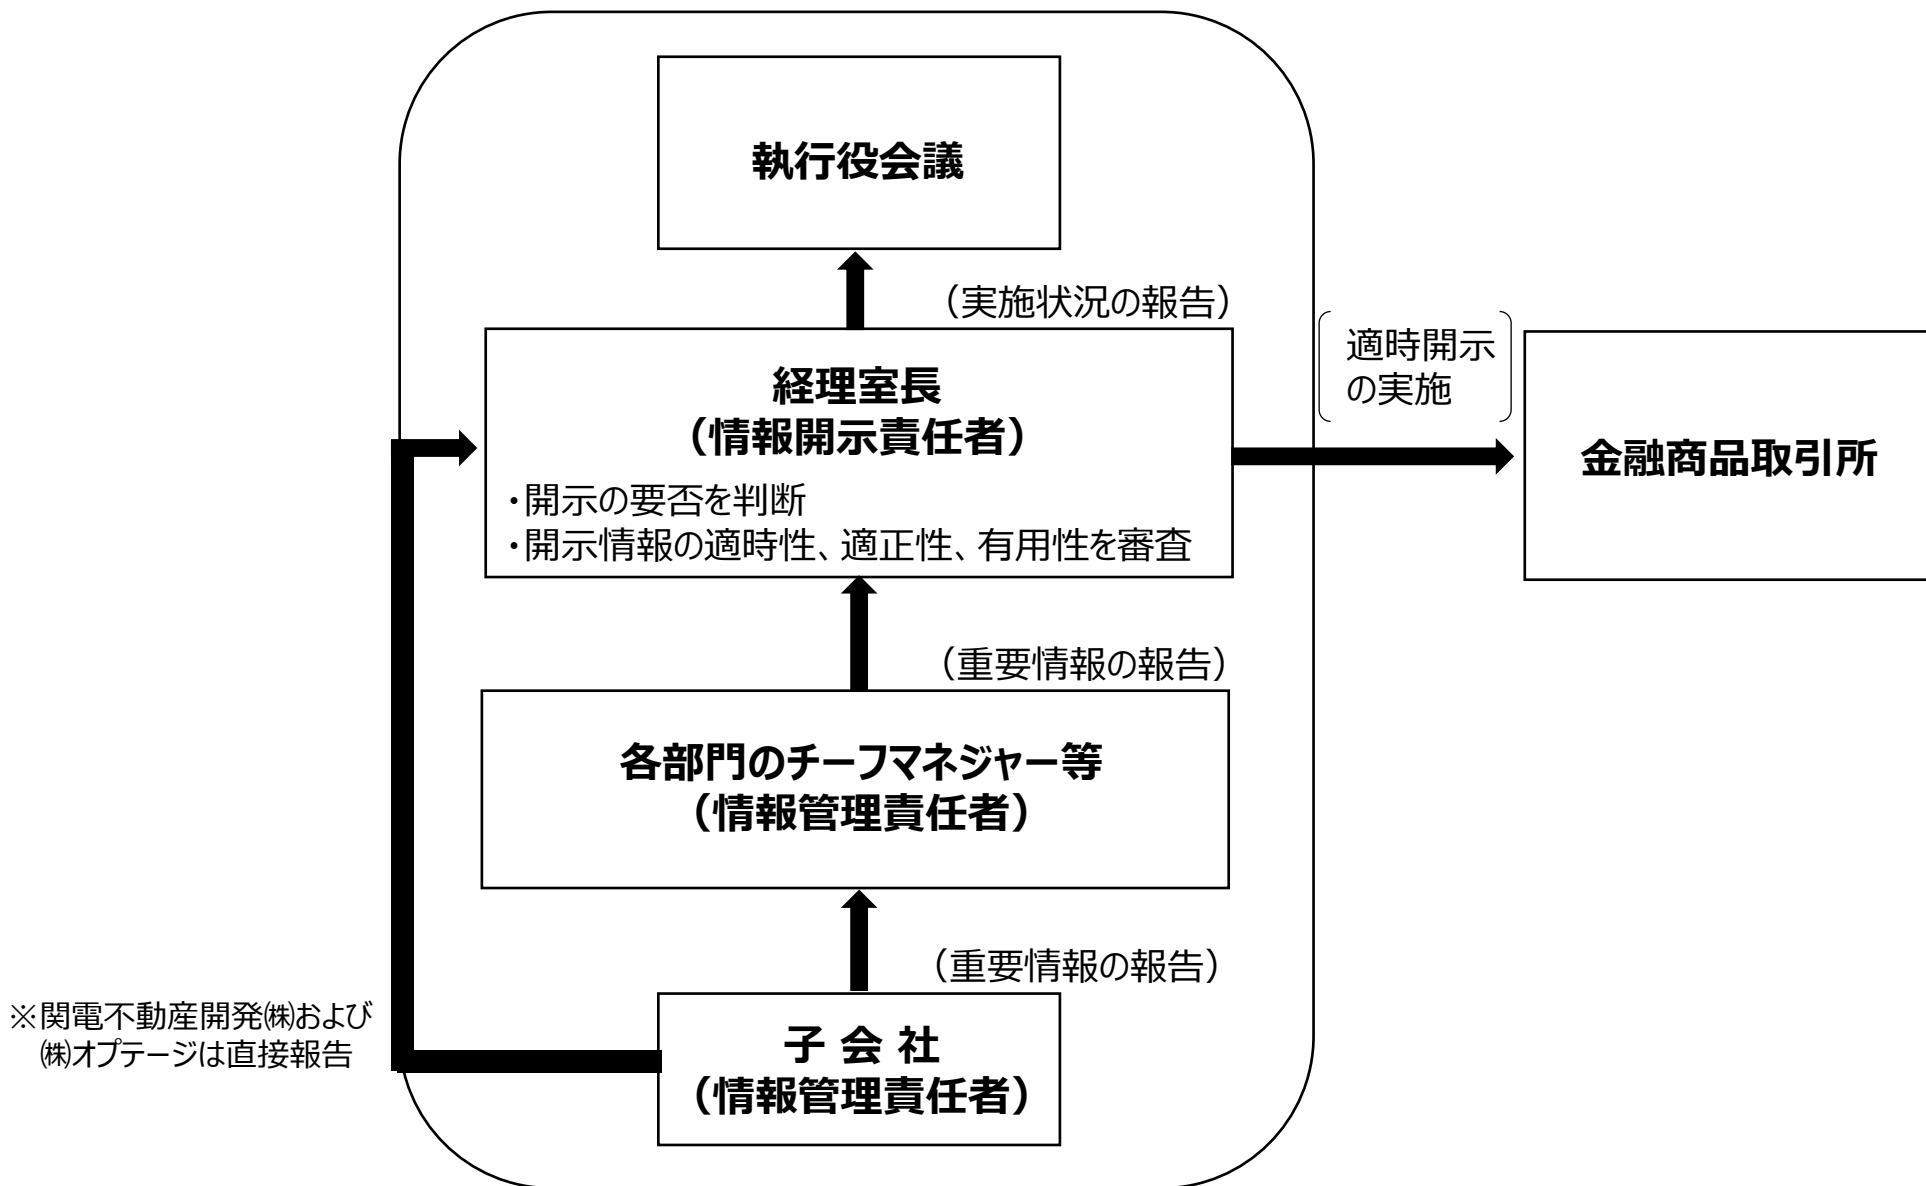 執行役会議
（実施状況の報告）
経理室長
（情報開示責任者）
・開示の要否を判断
・開示情報の適時性、適正性、有用性を審査
適時開示
の実施
金融商品取引所
（重要情報の報告）
各部門のチーフマネジャー等
（情報管理責任者）
（重要情報の報告）
子 会 社
（情報管理責任者）
※関電不動産開発㈱および
㈱オプテージは直接報告